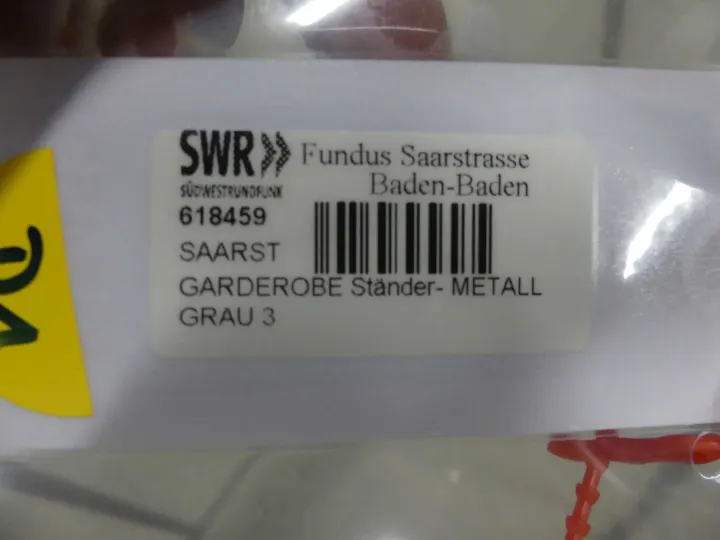 SWR Fundus Saarstrasse
SÜDWESTRUNDFUNK Baden-Baden
618459
SAARST
GARDEROBE Ständer- METALL
GRAU 3